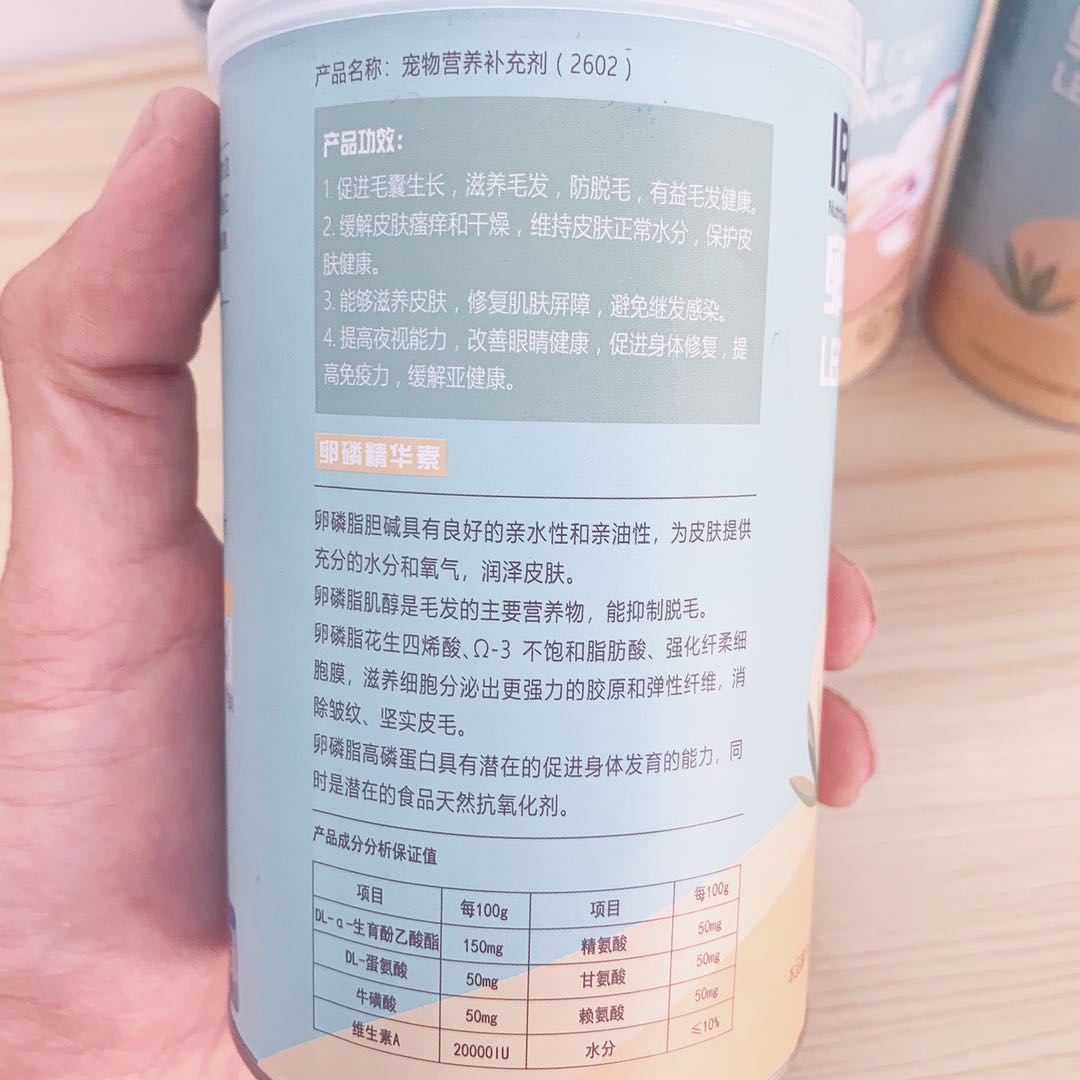 产品名称：宠物营养补充剂（2602）
产品功效：
1. 促进毛囊生长，滋养毛发，防脱毛，有益毛发健康。
2. 缓解皮肤瘙痒和干燥，维持皮肤正常水分，保护皮
肤健康。
3. 能够滋养皮肤，修复肌肤屏障，避免继发感染。
4. 提高夜视能力，改善眼睛健康，促进身体修复，提
高免疫力，缓解亚健康。
卵磷精华素
卵磷脂胆碱具有良好的亲水性和亲油性，为皮肤提供
充分的水分和氧气，润泽皮肤。
卵磷脂肌醇是毛发的主要营养物，能抑制脱毛。
卵磷脂花生四烯酸、Ω-3 不饱和脂肪酸、强化纤柔细
胞膜，滋养细胞分泌出更强力的胶原和弹性纤维，消
除皱纹、坚实皮毛。
卵磷脂高磷蛋白具有潜在的促进身体发育的能力，同
时是潜在的食品天然抗氧化剂。
产品成分分析保证值
项目 每100g 项目 每100g
DL-α-生育酚乙酸酯 150mg 精氨酸 50mg
DL-蛋氨酸 50mg 甘氨酸 50mg
牛磺酸 50mg 赖氨酸 50mg
维生素A 20000IU 水分 ≤10%
IB